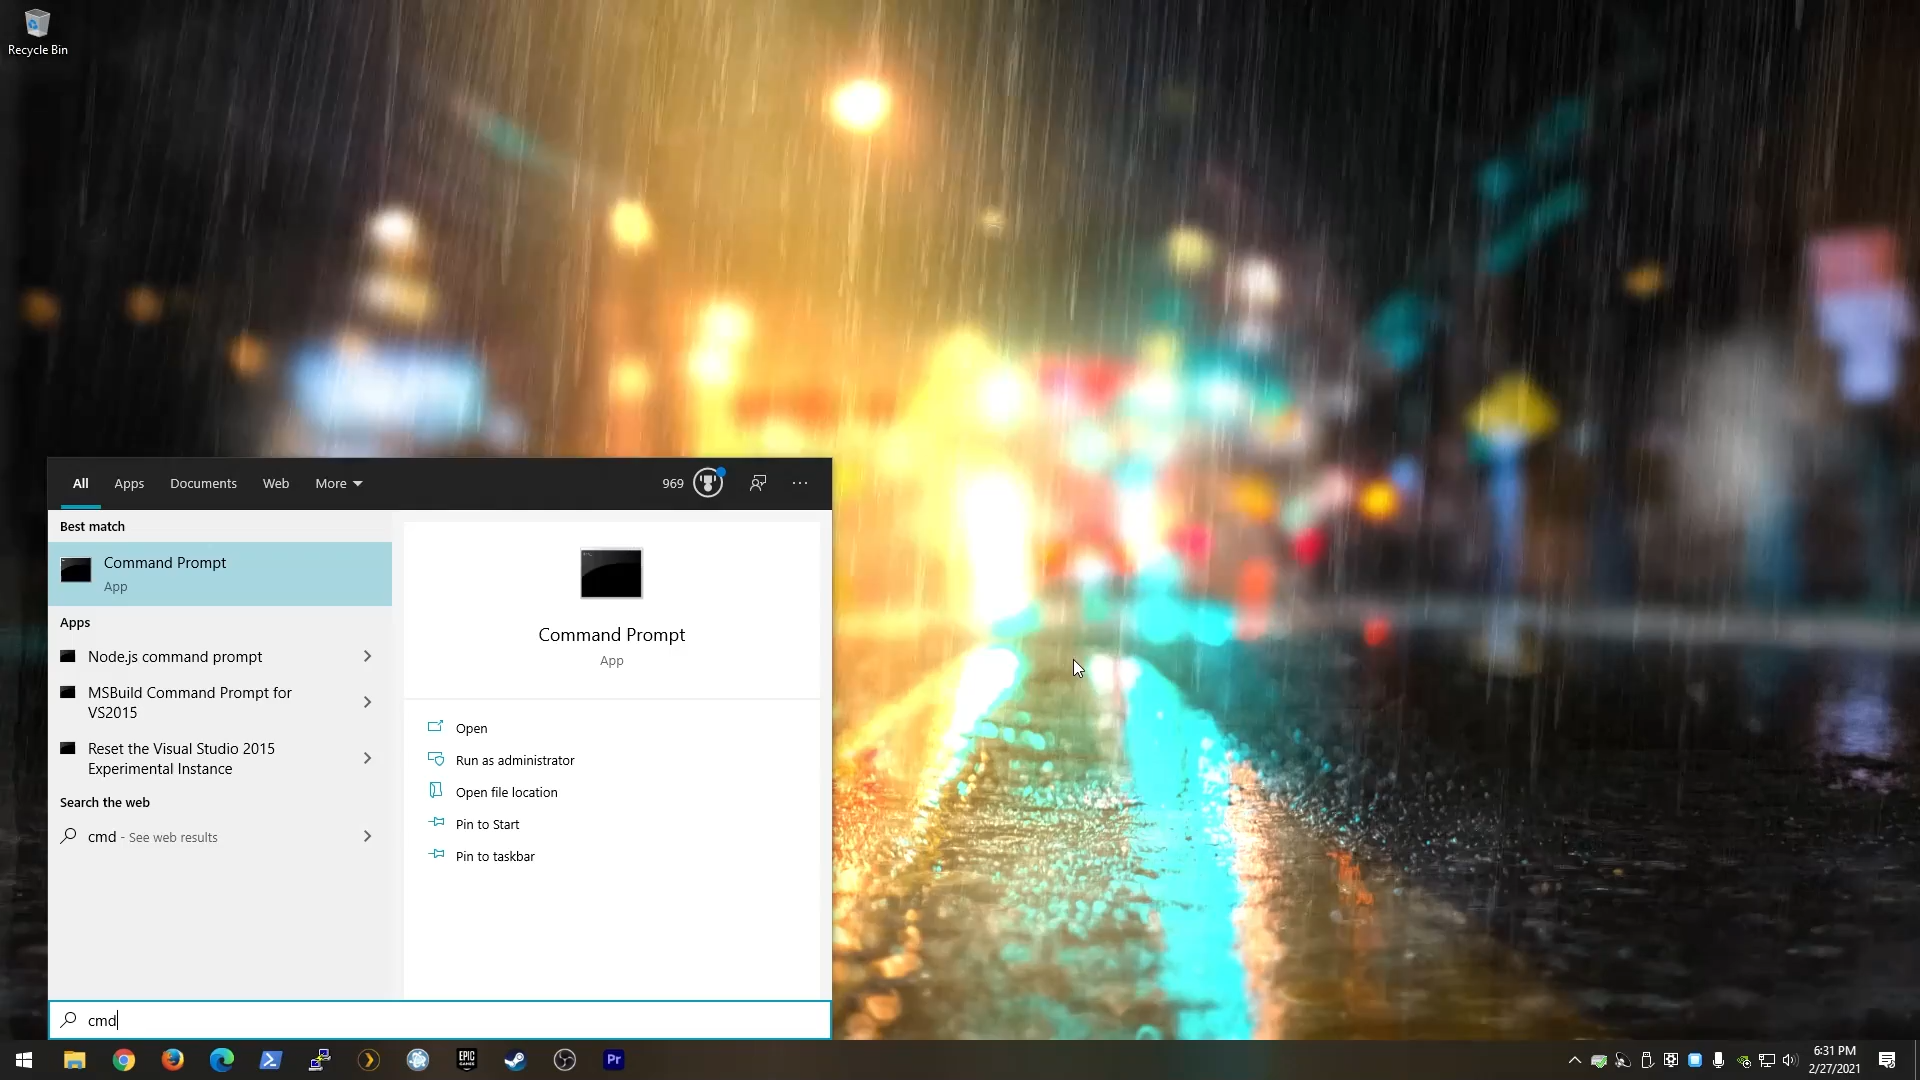 Recycle Bin
All Apps Documents Web More 969
Best match
Command Prompt
App
Apps
Node.js command prompt
MSBuild Command Prompt for
VS2015
Reset the Visual Studio 2015
Experimental Instance
Search the web
cmd - See web results
Command Prompt
App
Open
Run as administrator
Open file location
Pin to Start
Pin to taskbar
cmd
EPIC
GAMES
Pr
6:31 PM
2/27/2021